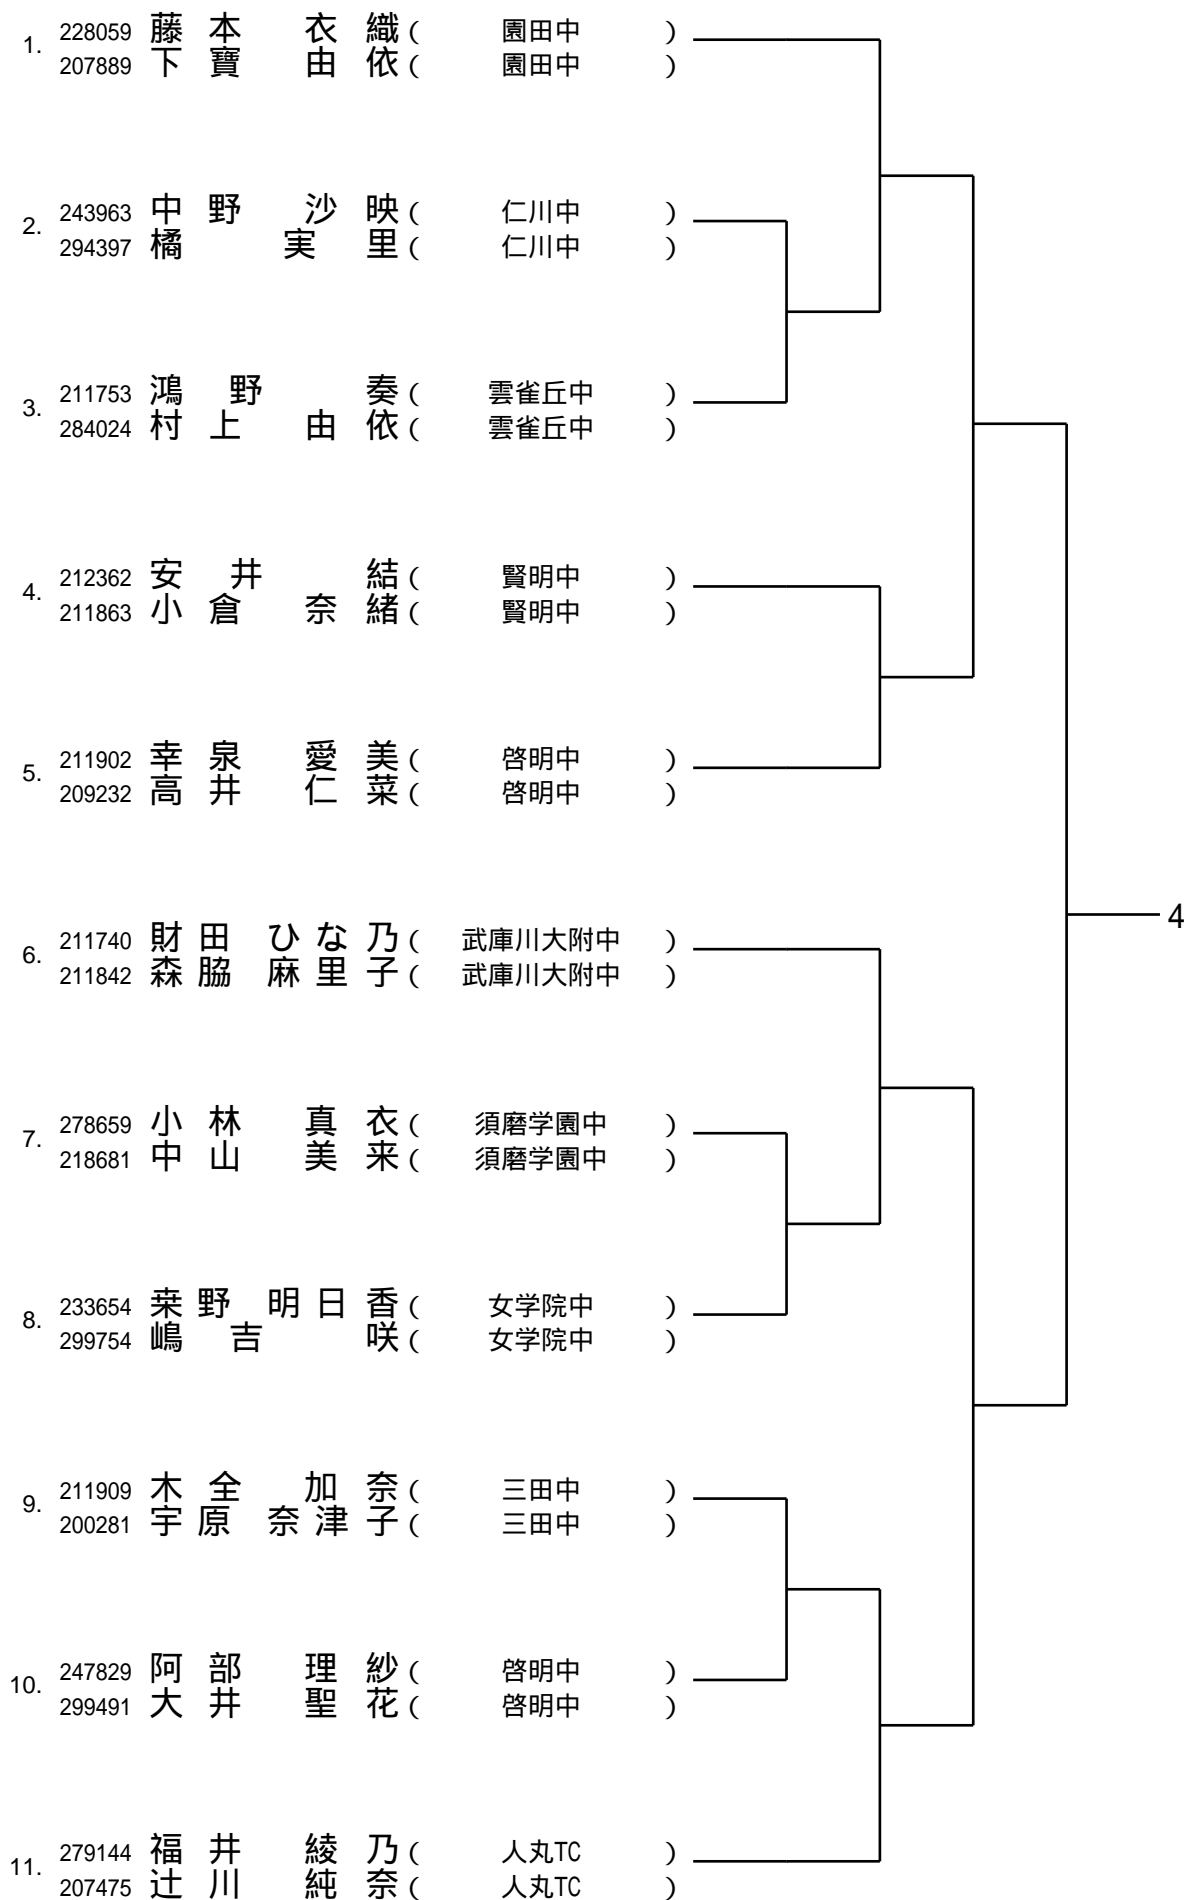 1. 228059 藤本 衣織 ( 園田中 )
207889 下寳 由依 ( 園田中 )
2. 243963 中野 沙映 ( 仁川中 )
294397 橘 実里 ( 仁川中 )
3. 211753 鴻野 奏 ( 雲雀丘中 )
284024 村上 由依 ( 雲雀丘中 )
4. 212362 安井 結 ( 賢明中 )
211863 小倉 奈緒 ( 賢明中 )
5. 211902 幸泉 愛美 ( 啓明中 )
209232 高井 仁菜 ( 啓明中 )
4
6. 211740 財田 ひな乃 ( 武庫川大附中 )
211842 森脇 麻里子 ( 武庫川大附中 )
7. 278659 小林 真衣 ( 須磨学園中 )
218681 中山 美来 ( 須磨学園中 )
8. 233654 桒野 明日香 ( 女学院中 )
299754 嶋吉 咲 ( 女学院中 )
9. 211909 木全 加奈 ( 三田中 )
200281 宇原 奈津子 ( 三田中 )
10. 247829 阿部 理紗 ( 啓明中 )
299491 大井 聖花 ( 啓明中 )
11. 279144 福井 綾乃 ( 人丸TC )
207475 辻川 純奈 ( 人丸TC )